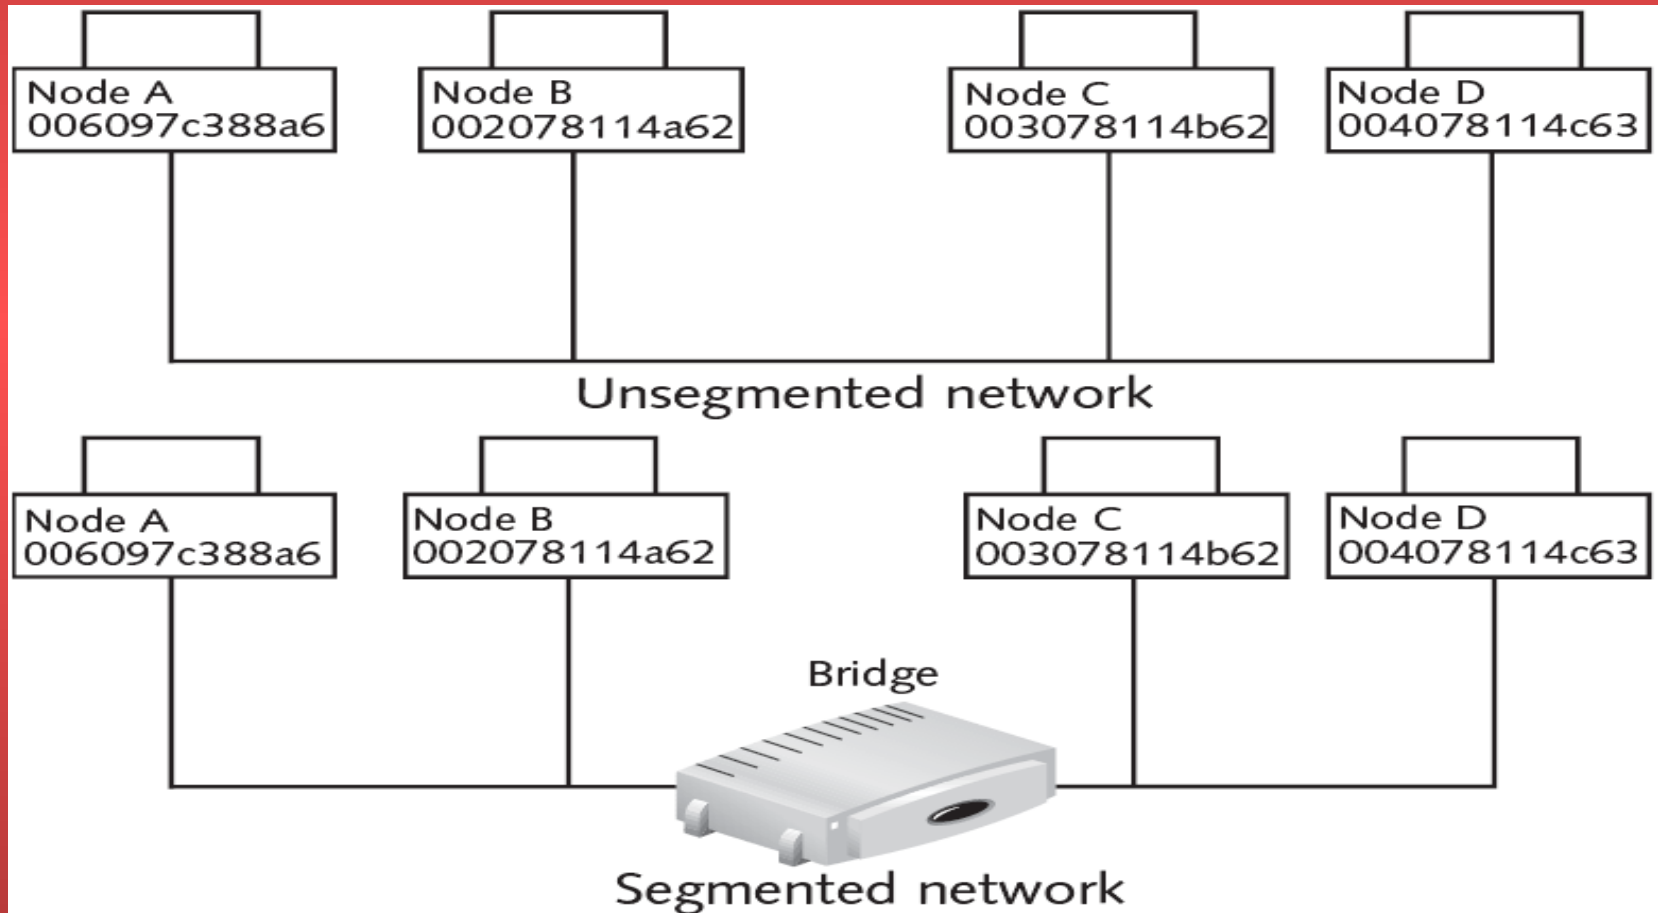 Node A
006097c388a6
Node B
002078114a62
Node C
003078114b62
Node D
004078114c63
Unsegmented network
Node A
006097c388a6
Node B
002078114a62
Node C
003078114b62
Node D
004078114c63
Bridge
Segmented network